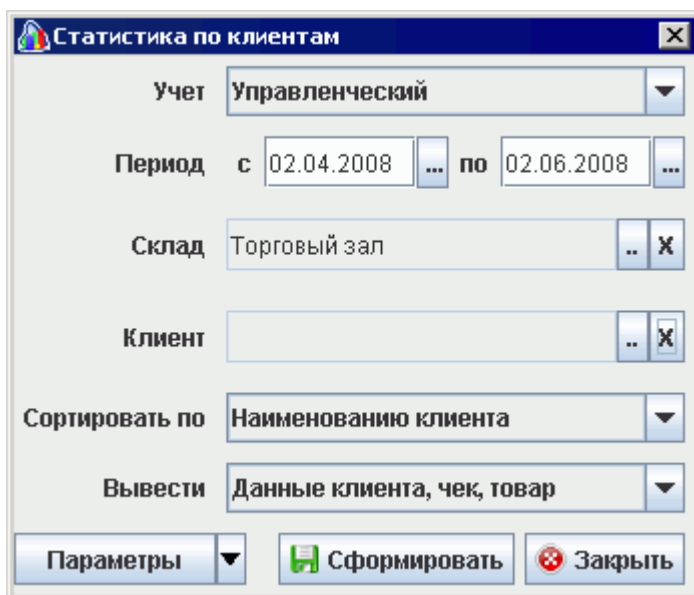 Статистика по клиентам
Учет Управленческий
Период с 02.04.2008 ... по 02.06.2008 ...
Склад Торговый зал .. X
Клиент .. X
Сортировать по Наименованию клиента
Вывести Данные клиента, чек, товар
Параметры Сформировать Закрыть